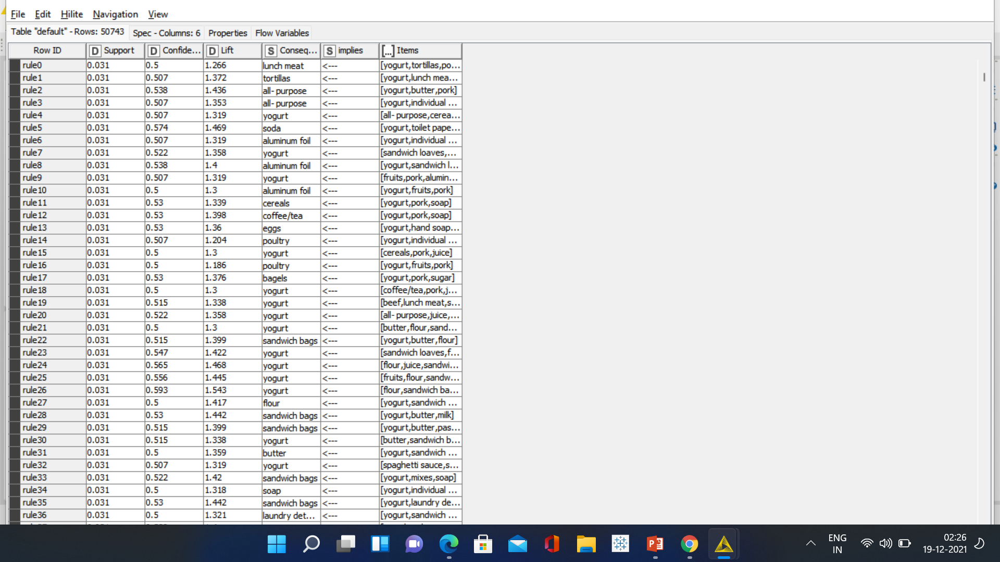 File Edit Hilite Navigation View
Table "default" - Rows: 50743 Spec - Columns: 6 Properties Flow Variables
Row ID D Support D Confide... D Lift S Conseq... S implies [...] Items
rule0 0.031 0.5 1.266 lunch meat <--- [yogurt,tortillas,po...
rule1 0.031 0.507 1.372 tortillas <--- [yogurt,lunch mea...
rule2 0.031 0.538 1.436 all- purpose <--- [yogurt,butter,pork]
rule3 0.031 0.507 1.353 all- purpose <--- [yogurt,individual ...
rule4 0.031 0.507 1.319 yogurt <--- [all- purpose,cerea...
rule5 0.031 0.574 1.469 soda <--- [yogurt,toilet pape...
rule6 0.031 0.507 1.319 aluminum foil <--- [yogurt,individual ...
rule7 0.031 0.522 1.358 yogurt <--- [sandwich loaves,...
rule8 0.031 0.538 1.4 aluminum foil <--- [yogurt,sandwich l...
rule9 0.031 0.507 1.319 yogurt <--- [fruits,pork,alumin...
rule10 0.031 0.5 1.3 aluminum foil <--- [yogurt,fruits,pork]
rule11 0.031 0.53 1.339 cereals <--- [yogurt,pork,soap]
rule12 0.031 0.53 1.398 coffee/tea <--- [yogurt,pork,soap]
rule13 0.031 0.53 1.36 eggs <--- [yogurt,hand soap...
rule14 0.031 0.507 1.204 poultry <--- [yogurt,individual ...
rule15 0.031 0.5 1.3 yogurt <--- [cereals,pork,juice]
rule16 0.031 0.5 1.186 poultry <--- [yogurt,fruits,pork]
rule17 0.031 0.53 1.376 bagels <--- [yogurt,pork,sugar]
rule18 0.031 0.5 1.3 yogurt <--- [coffee/tea,pork,j...
rule19 0.031 0.515 1.338 yogurt <--- [beef,lunch meat,s...
rule20 0.031 0.522 1.358 yogurt <--- [all- purpose,juice,...
rule21 0.031 0.5 1.3 yogurt <--- [butter,flour,sand...
rule22 0.031 0.515 1.399 sandwich bags <--- [yogurt,butter,flour]
rule23 0.031 0.547 1.422 yogurt <--- [sandwich loaves,f...
rule24 0.031 0.565 1.468 yogurt <--- [flour,juice,sandwi...
rule25 0.031 0.556 1.445 yogurt <--- [fruits,flour,sandw...
rule26 0.031 0.593 1.543 yogurt <--- [flour,sandwich ba...
rule27 0.031 0.5 1.417 flour <--- [yogurt,sandwich ...
rule28 0.031 0.53 1.442 sandwich bags <--- [yogurt,butter,milk]
rule29 0.031 0.515 1.399 sandwich bags <--- [yogurt,butter,pas...
rule30 0.031 0.515 1.338 yogurt <--- [butter,sandwich b...
rule31 0.031 0.5 1.359 butter <--- [yogurt,sandwich ...
rule32 0.031 0.507 1.319 yogurt <--- [spaghetti sauce,s...
rule33 0.031 0.522 1.42 sandwich bags <--- [yogurt,mixes,soap]
rule34 0.031 0.5 1.318 soap <--- [yogurt,individual ...
rule35 0.031 0.53 1.442 sandwich bags <--- [yogurt,laundry de...
rule36 0.031 0.5 1.321 laundry det... <--- [yogurt,sandwich ...
ENG 02:26
IN 19-12-2021